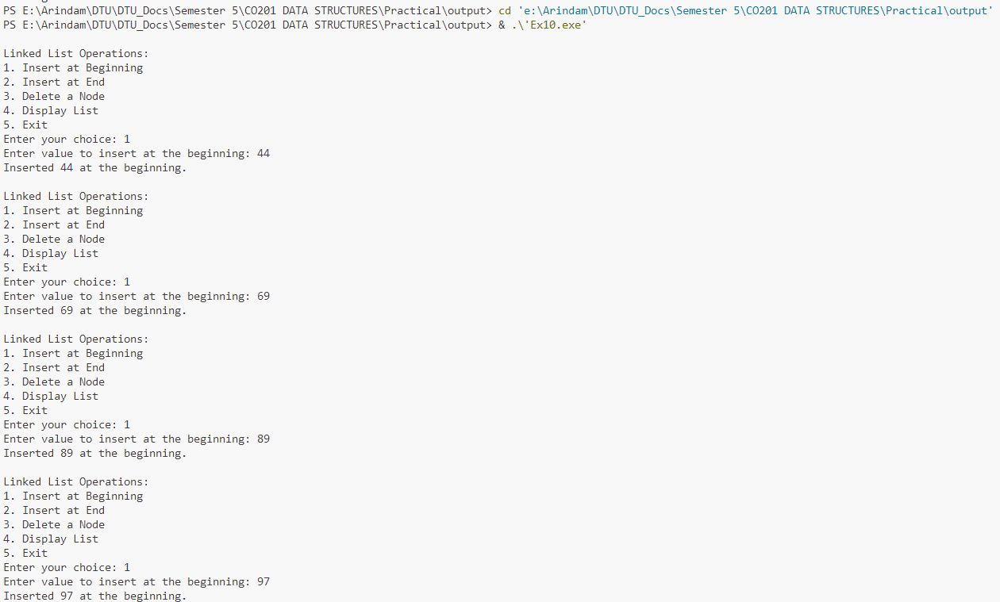 PS E:\Arindam\DTU\DTU_Docs\Semester 5\CO201 DATA STRUCTURES\Practical\output> cd 'e:\Arindam\DTU\DTU_Docs\Semester 5\CO201 DATA STRUCTURES\Practical\output'
PS E:\Arindam\DTU\DTU_Docs\Semester 5\CO201 DATA STRUCTURES\Practical\output> & .\'Ex10.exe'
Linked List Operations:
1. Insert at Beginning
2. Insert at End
3. Delete a Node
4. Display List
5. Exit
Enter your choice: 1
Enter value to insert at the beginning: 44
Inserted 44 at the beginning.
Linked List Operations:
1. Insert at Beginning
2. Insert at End
3. Delete a Node
4. Display List
5. Exit
Enter your choice: 1
Enter value to insert at the beginning: 69
Inserted 69 at the beginning.
Linked List Operations:
1. Insert at Beginning
2. Insert at End
3. Delete a Node
4. Display List
5. Exit
Enter your choice: 1
Enter value to insert at the beginning: 89
Inserted 89 at the beginning.
Linked List Operations:
1. Insert at Beginning
2. Insert at End
3. Delete a Node
4. Display List
5. Exit
Enter your choice: 1
Enter value to insert at the beginning: 97
Inserted 97 at the beginning.